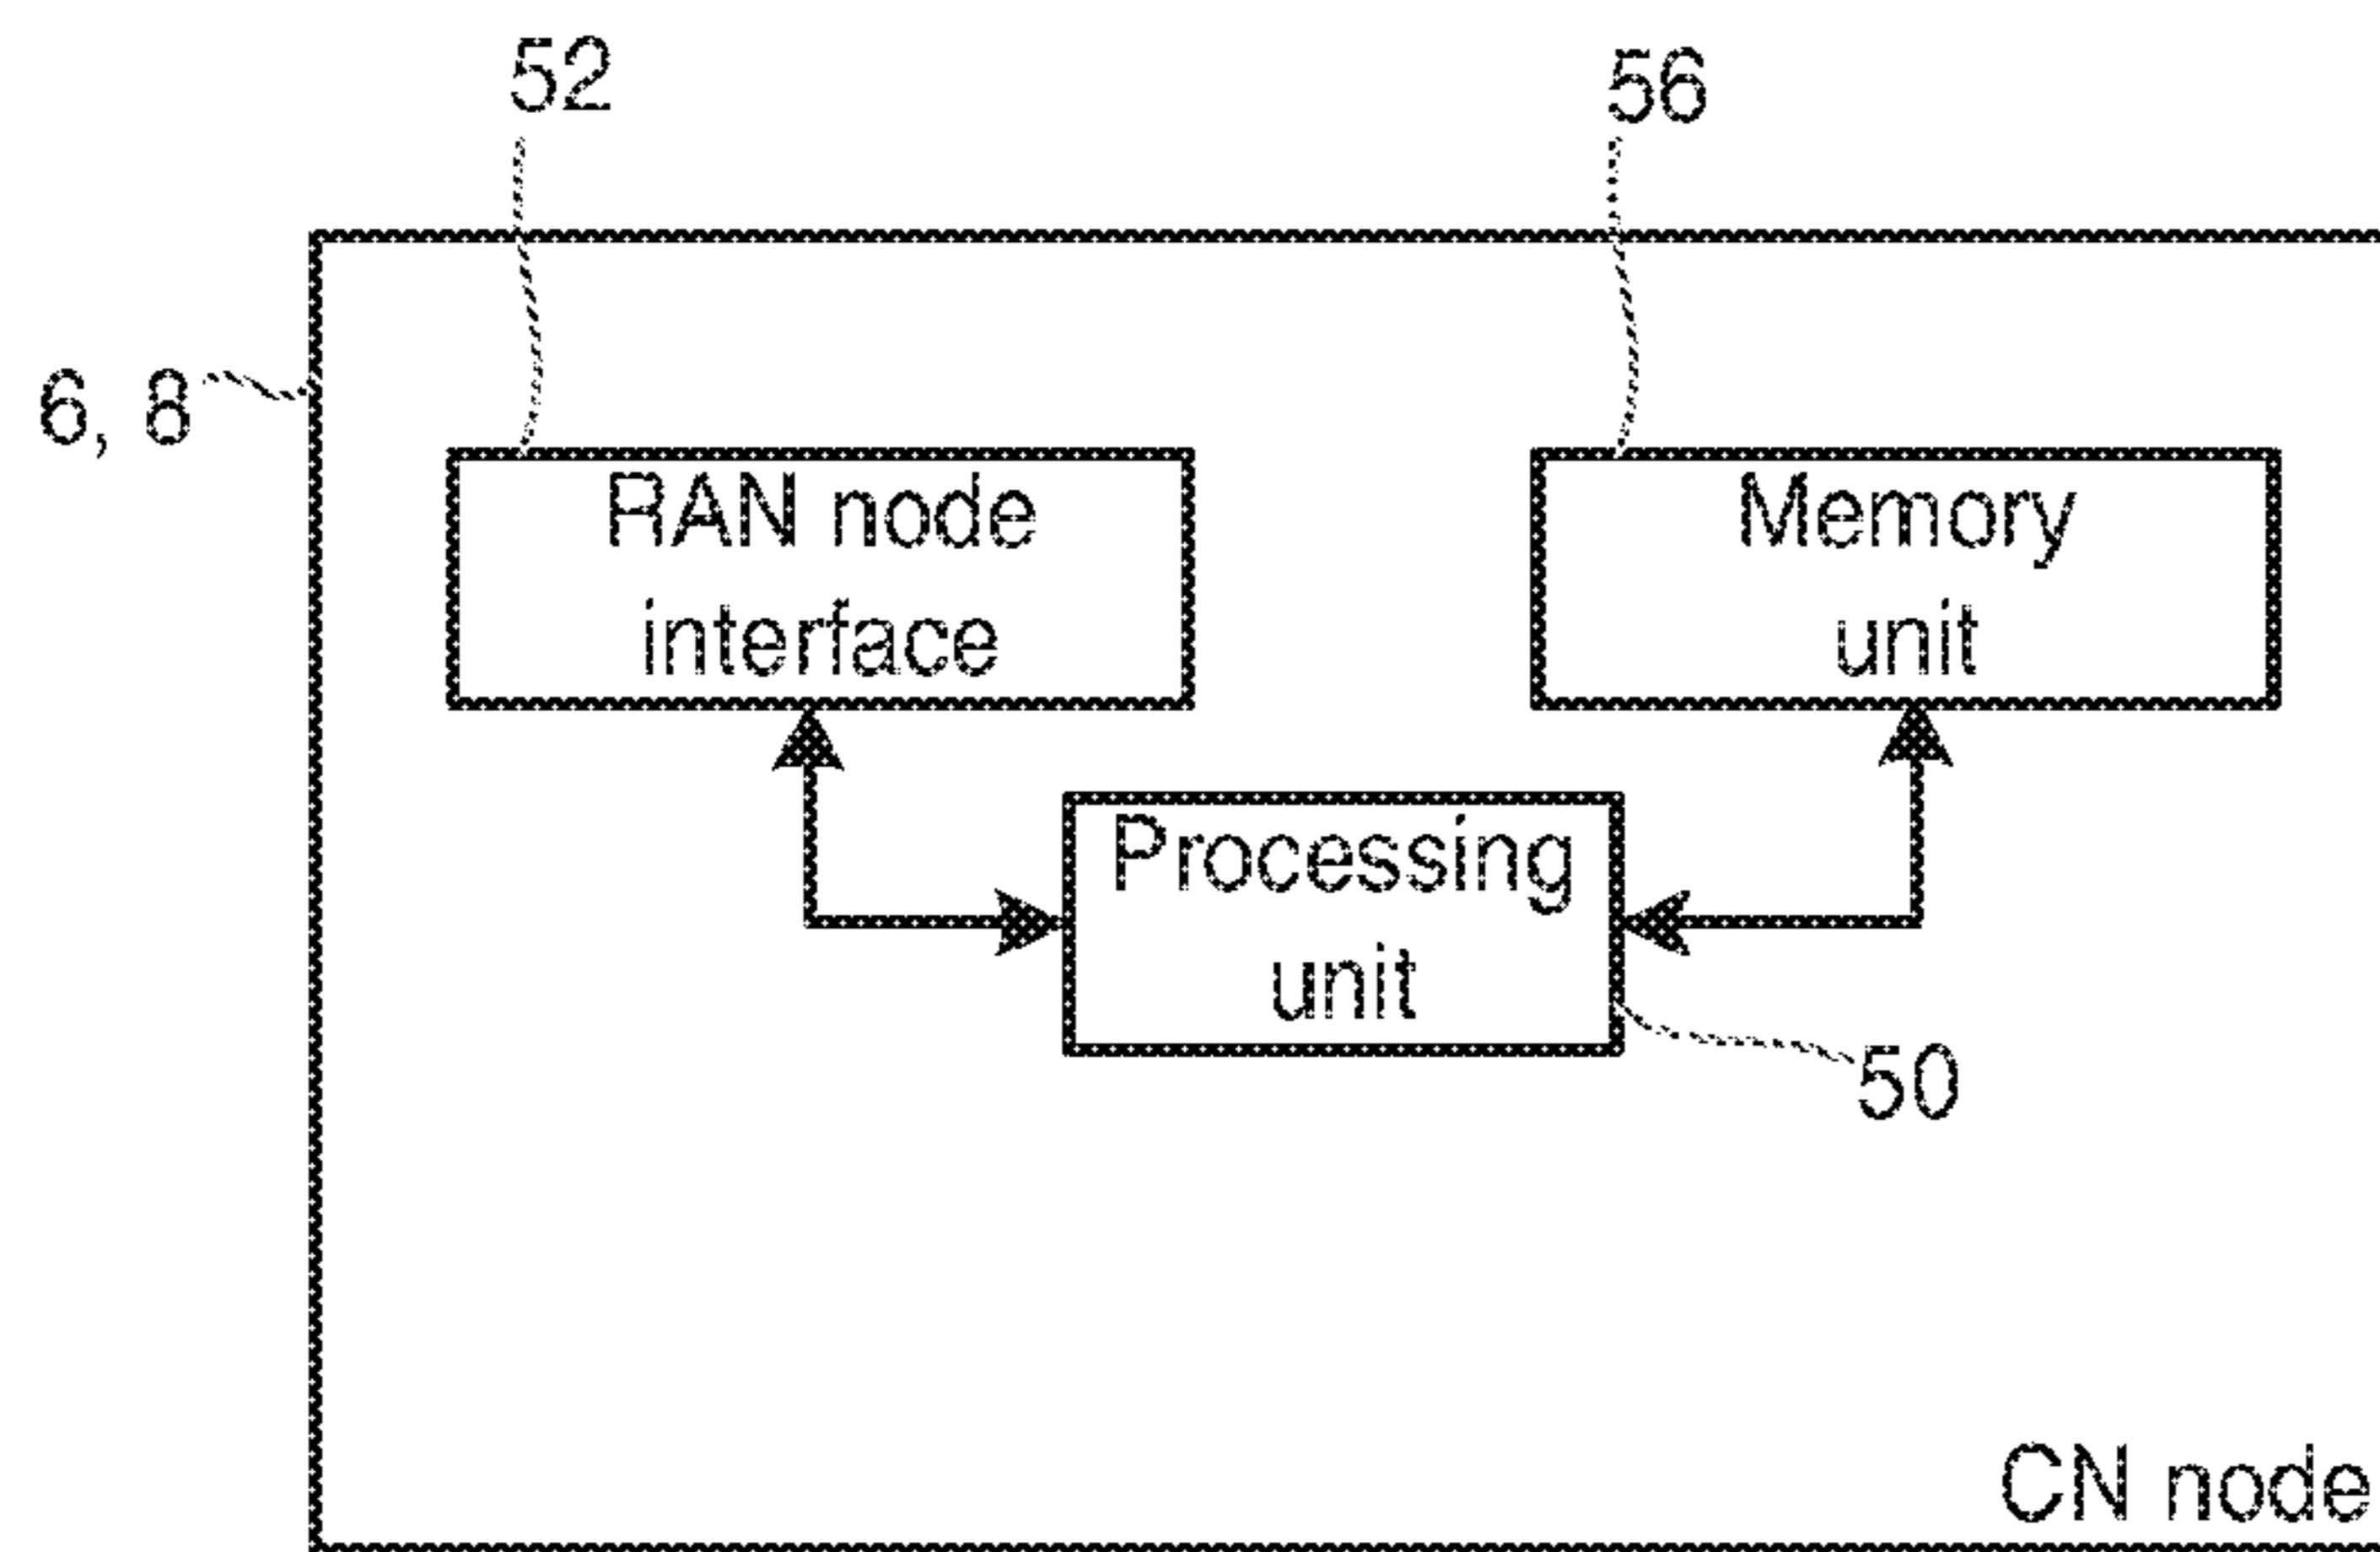 52
56
6, 8
RAN node
interface
Memory
unit
Processing
unit
50
CN node